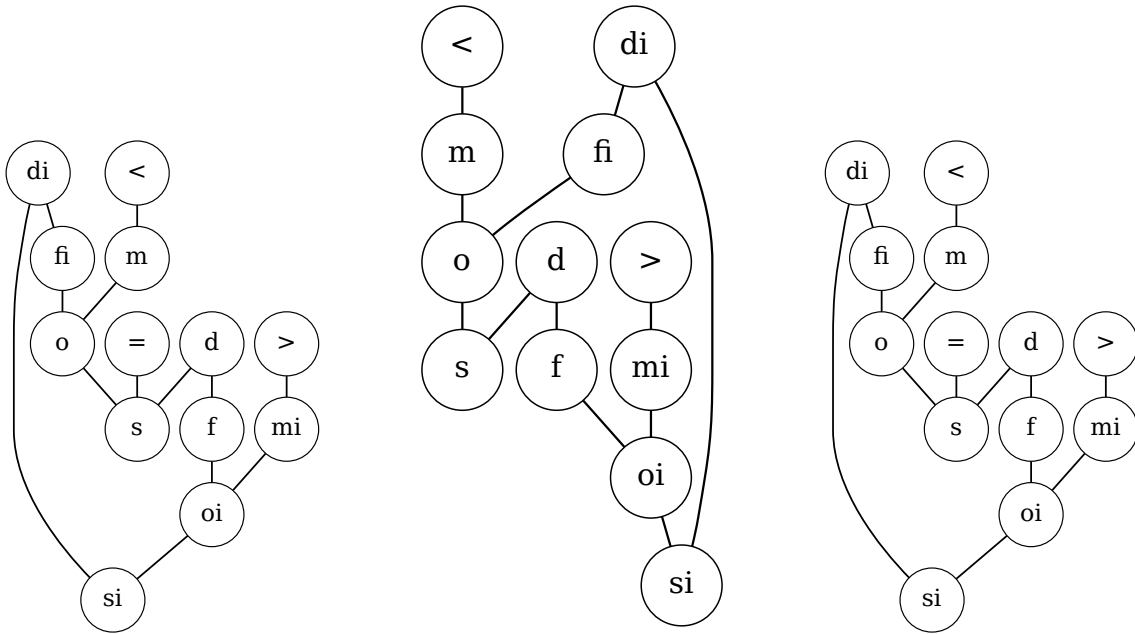 di <
fi m
o = d >
s f mi
oi
si
< di
m fi
o d >
s f mi
oi
si
di <
fi m
o = d >
s f mi
oi
si